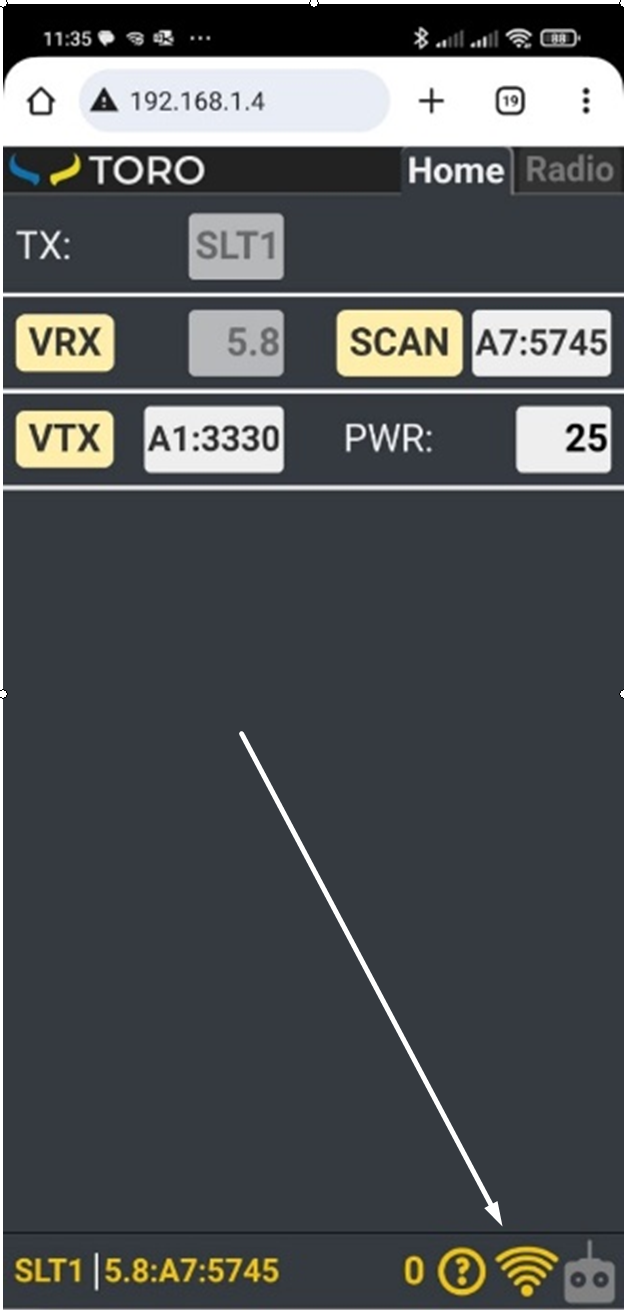 11:35 88
192.168.1.4 19
TORO Home Radio
TX: SLT1
VRX 5.8 SCAN A7:5745
VTX A1:3330 PWR: 25
SLT1 | 5.8:A7:5745 0 ?